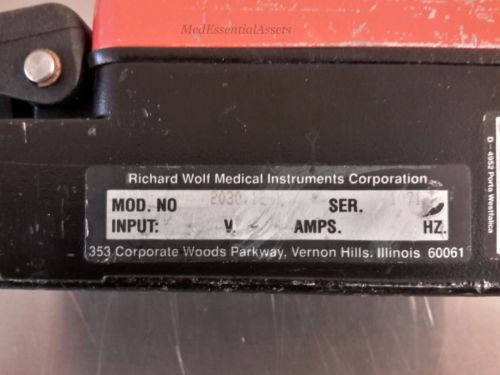 MedEssentialAssets
Richard Wolf Medical Instruments Corporation
MOD. NO SER.
INPUT: V. AMPS. HZ.
353 Corporate Woods Parkway, Vernon Hills. Illinois 60061
D-4952 Porta Westfalica